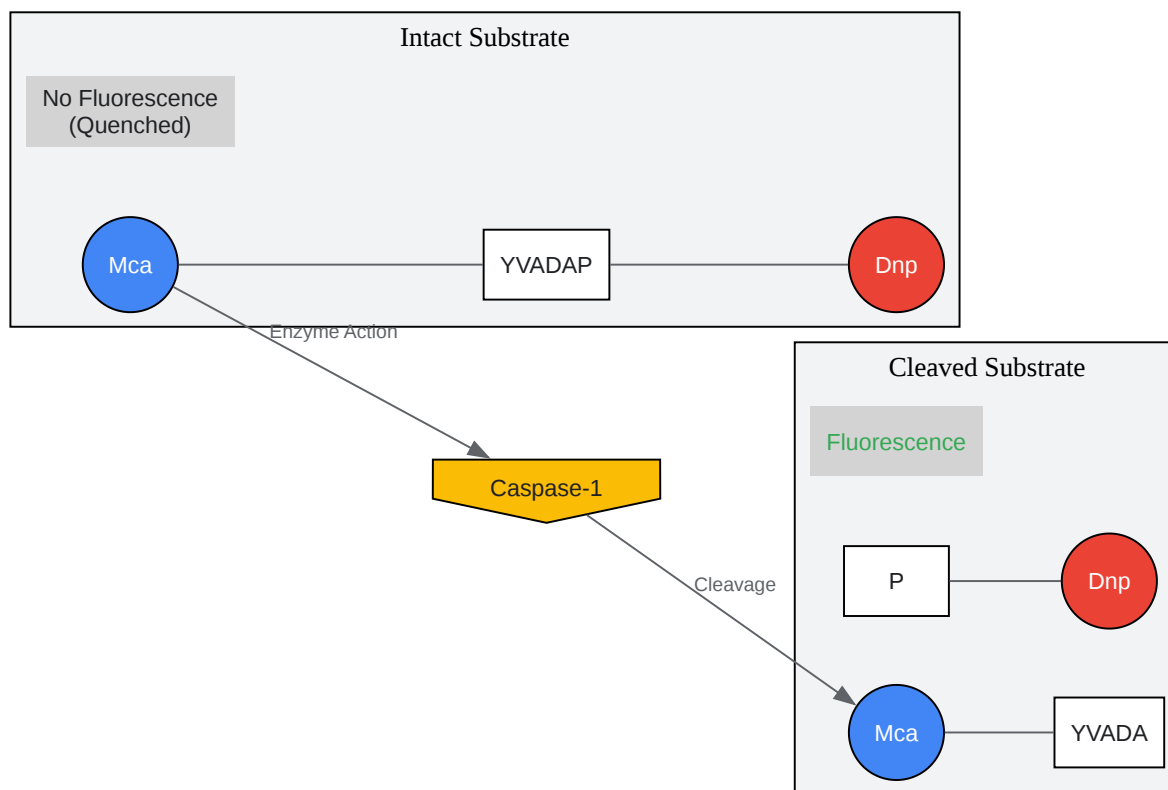 Intact Substrate
No Fluorescence
(Quenched)
Mca
YVADAP
Dnp
Enzyme Action
Cleaved Substrate
Fluorescence
Caspase-1
P
Dnp
Cleavage
Mca
YVADA